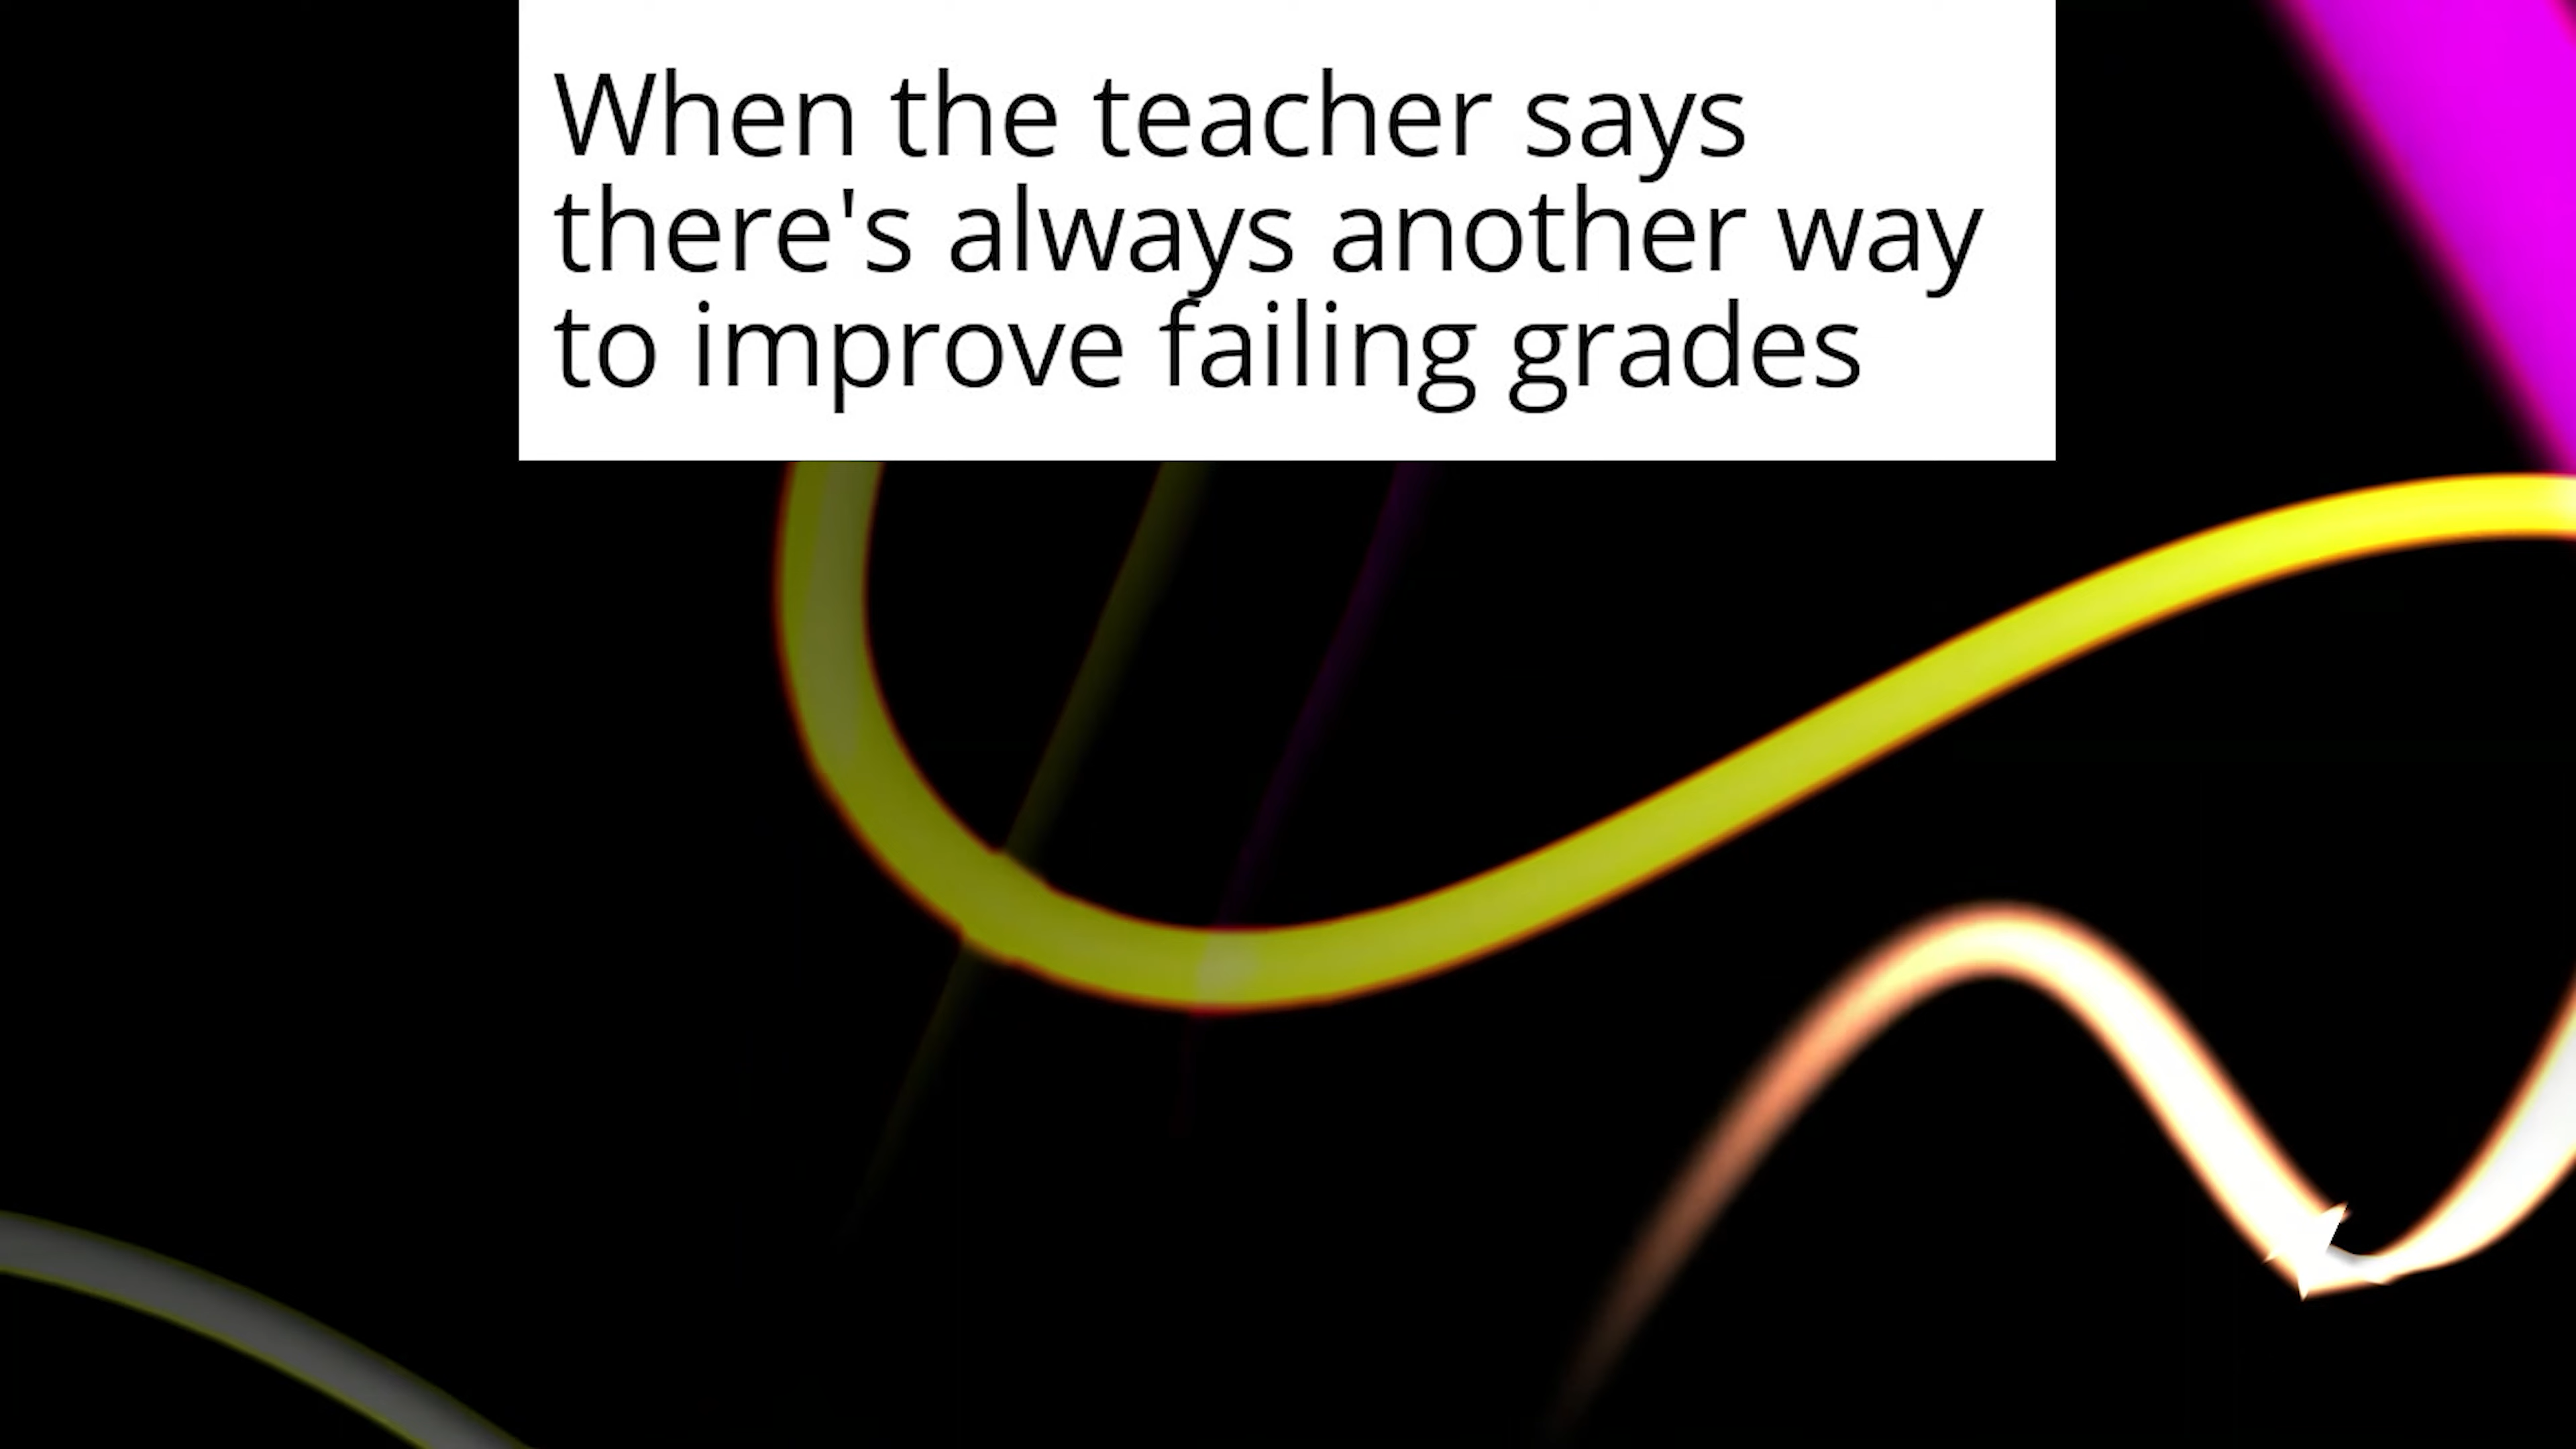 When the teacher says
there's always another way
to improve failing grades